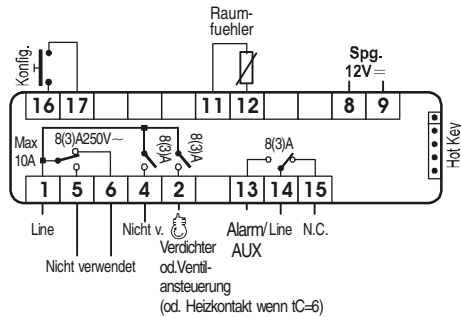 Raum-
fuehler
Konfig.
Spg.
12V
16 17 11 12 8 9
Max
10A
8(3)A250V~
8(3)A
8(3)A
8(3)A
Hot Key
1 5 6 4 2 13 14 15
Line
Nicht v.
Alarm/
AUX
Line
N.C.
Nicht verwendet
Verdichter
od.Ventil-
ansteuerung
(od. Heizkontakt wenn tC=6)